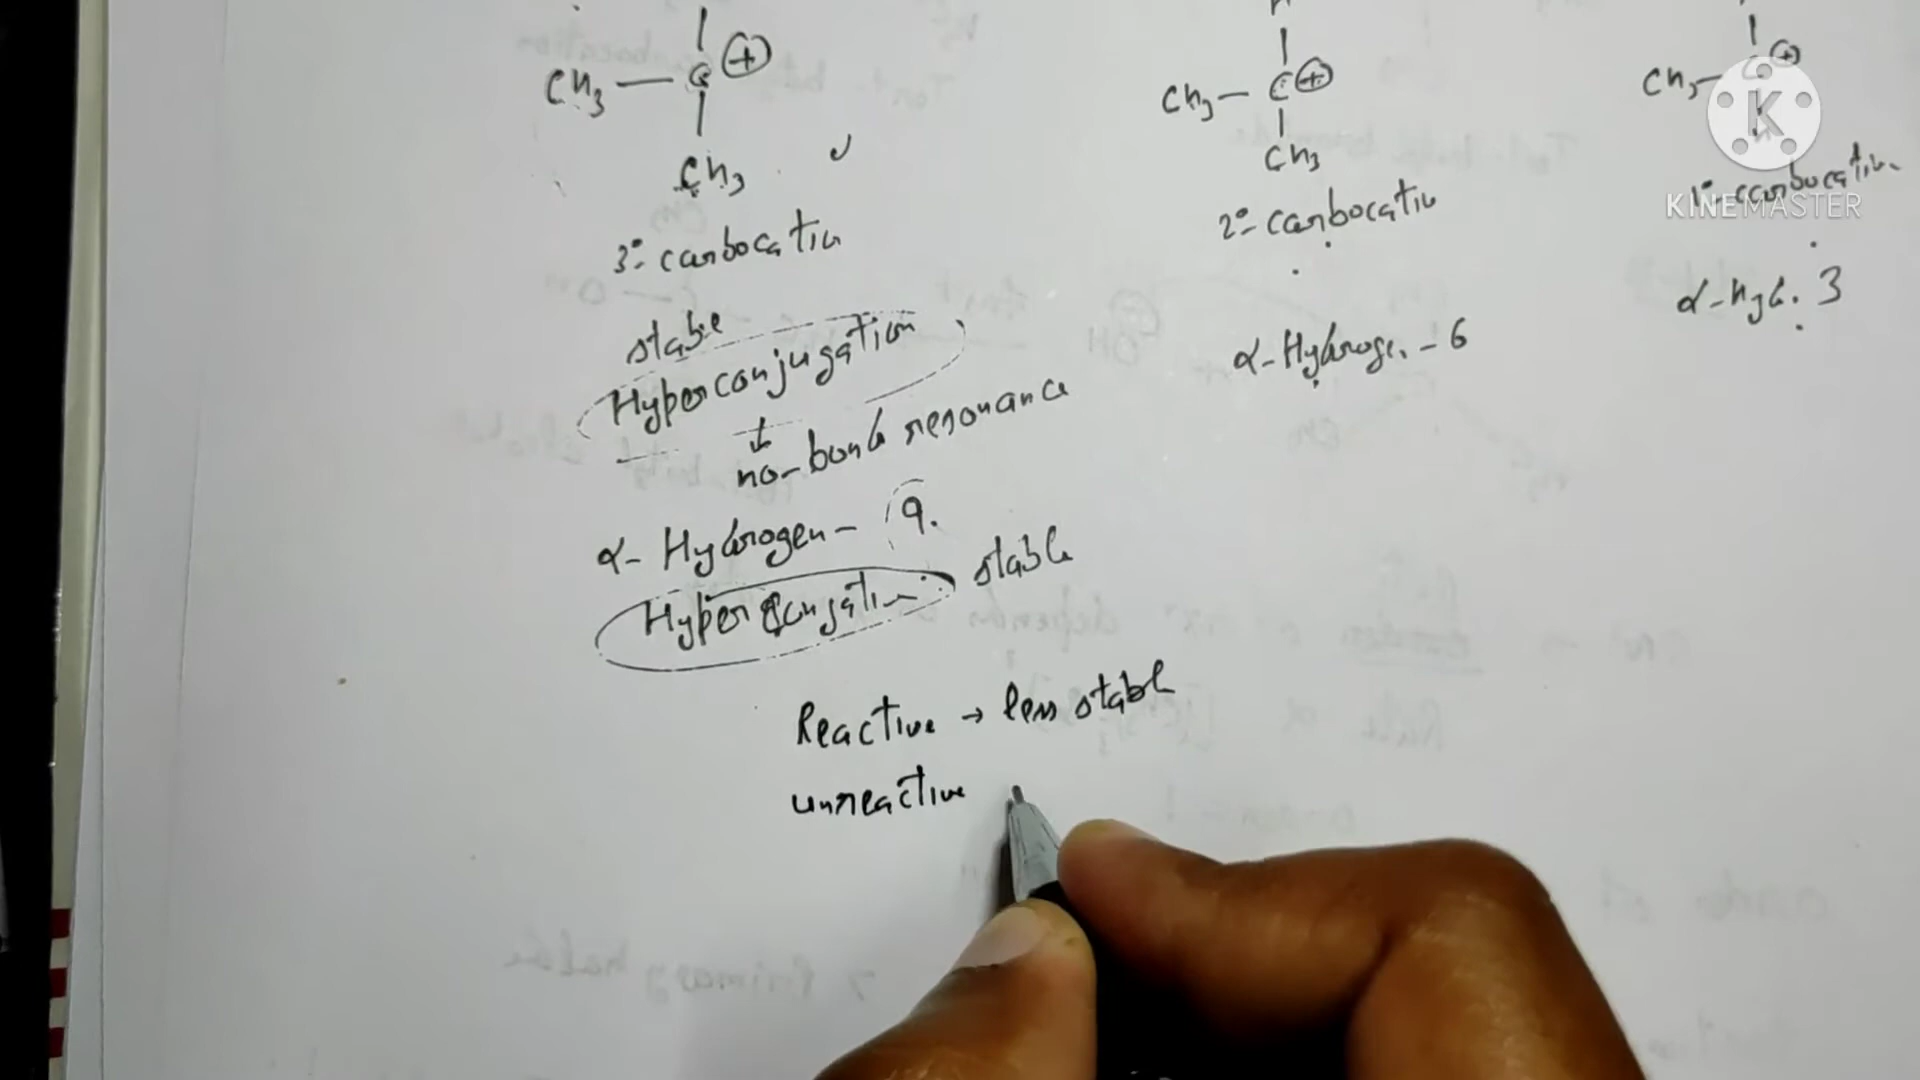 CH3 — C +
CH3
3°- carbocation
stable
Hyperconjugation
no-bond resonance
α- Hydrogen - 9.
Hyperconjugation stable
Reactive → less stable
unreactive
H
CH3 — C +
CH3
2°- carbocation
α-Hydrogen - 6
CH3 — C +
1°-carbocation
α-Hyd. 3
K
KINEMASTER